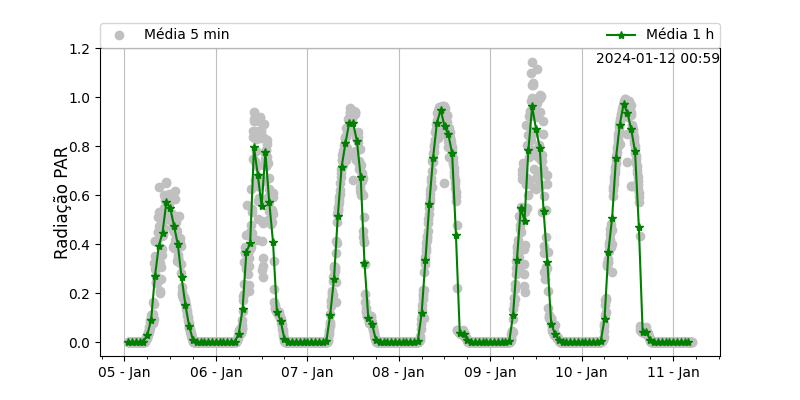 Média 5 min
Média 1 h
2024-01-12 00:59
Radiação PAR
1.2
1.0
0.8
0.6
0.4
0.2
0.0
05 - Jan
06 - Jan
07 - Jan
08 - Jan
09 - Jan
10 - Jan
11 - Jan